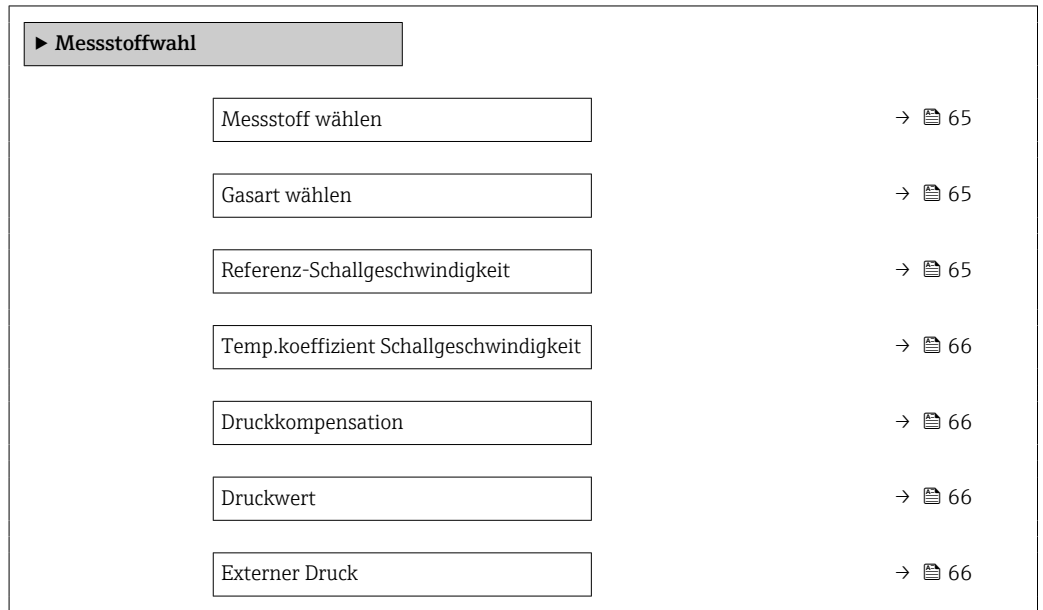 ▶ Messstoffwahl
Messstoff wählen → 65
Gasart wählen → 65
Referenz-Schallgeschwindigkeit → 65
Temp.koeffizient Schallgeschwindigkeit → 66
Druckkompensation → 66
Druckwert → 66
Externer Druck → 66